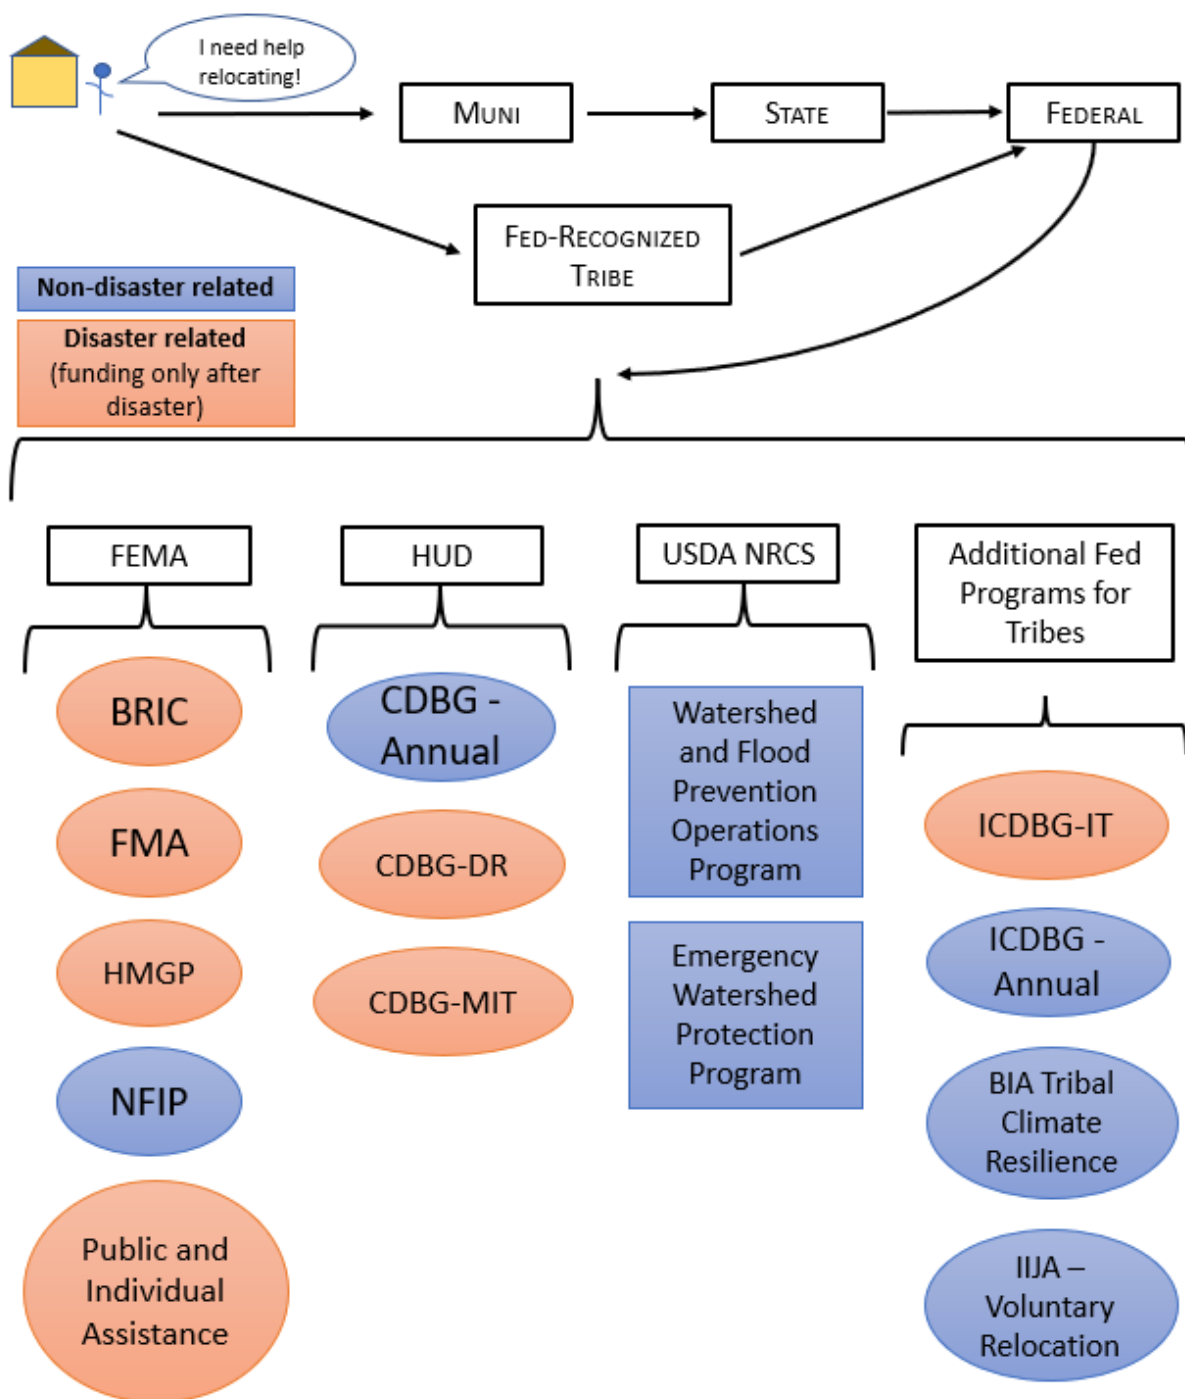 I need help
relocating!
MUNI
STATE
FEDERAL
FED-RECOGNIZED
TRIBE
Non-disaster related
Disaster related
(funding only after
disaster)
FEMA
HUD
USDA NRCS
Additional Fed
Programs for
Tribes
BRIC
FMA
HMGP
NFIP
Public and
Individual
Assistance
CDBG -
Annual
CDBG-DR
CDBG-MIT
Watershed
and Flood
Prevention
Operations
Program
Emergency
Watershed
Protection
Program
ICDBG-IT
ICDBG -
Annual
BIA Tribal
Climate
Resilience
IIJA –
Voluntary
Relocation